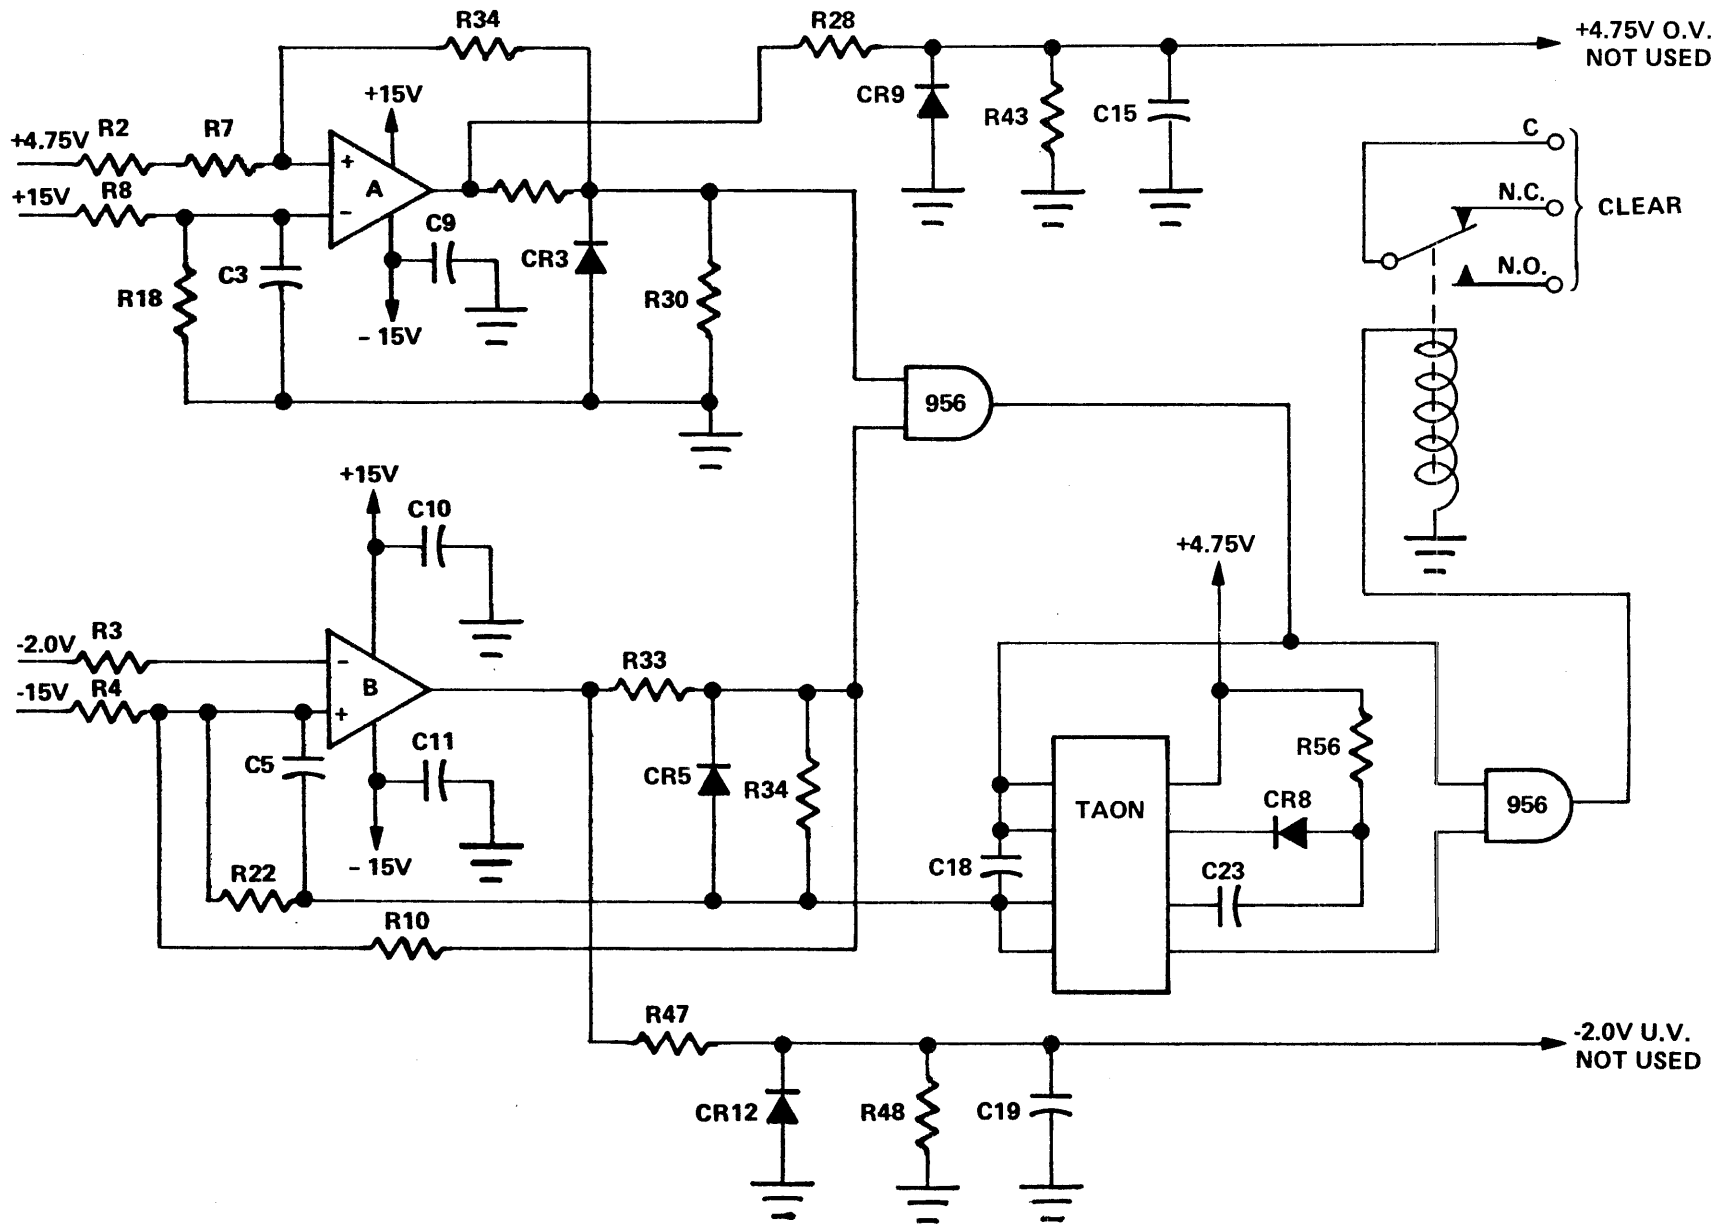 R34
R28
+4.75V O.V.
NOT USED
+15V
CR9
R43
C15
+4.75V
R2
R7
+
A
C
N.C.
CLEAR
N.O.
+15V
R8
−
C9
CR3
R18
C3
R30
− 15V
956
+15V
C10
+4.75V
-2.0V
R3
−
R33
-15V
R4
B
+
C11
C5
CR5
R34
R56
TAON
CR8
956
− 15V
R22
C18
C23
R10
R47
-2.0V U.V.
NOT USED
CR12
R48
C19